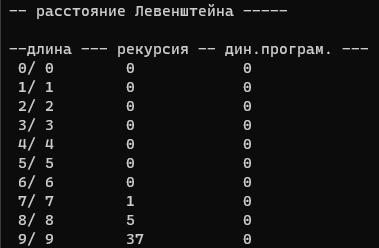 -- расстояние Левенштейна -----
--длина --- рекурсия -- дин.програм. ---
0/ 0 0 0
1/ 1 0 0
2/ 2 0 0
3/ 3 0 0
4/ 4 0 0
5/ 5 0 0
6/ 6 0 0
7/ 7 1 0
8/ 8 5 0
9/ 9 37 0